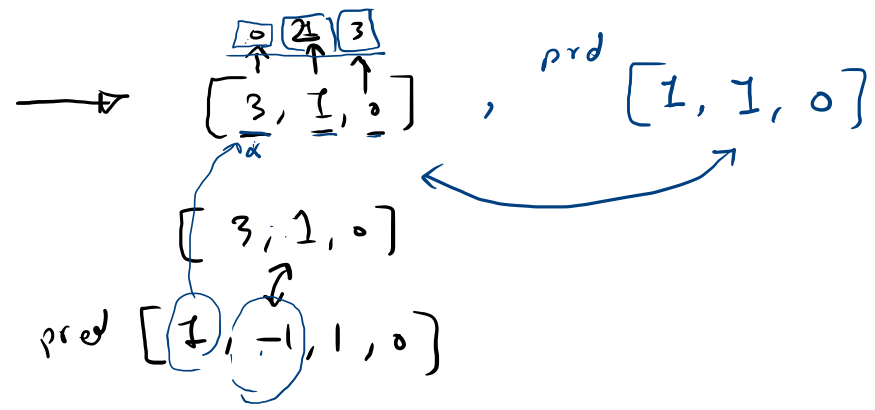 0 21 3
[3, 1, 0] , prd [1, 1, 0]
α
[3, 1, 0]
pred [1, -1, 1, 0]